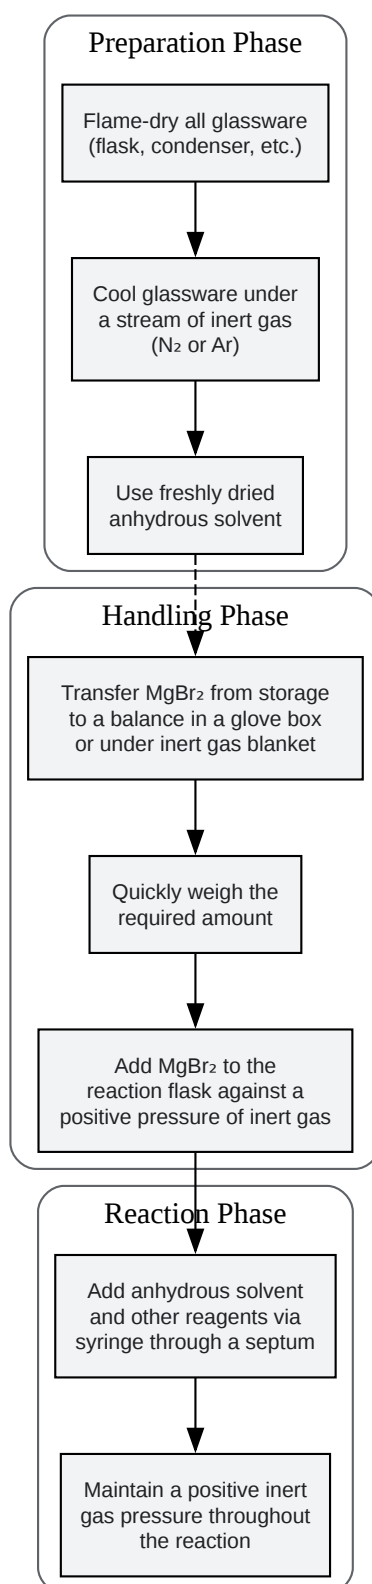 Preparation Phase
Flame-dry all glassware
(flask, condenser, etc.)
Cool glassware under
a stream of inert gas
(N₂ or Ar)
Use freshly dried
anhydrous solvent
Handling Phase
Transfer MgBr₂ from storage
to a balance in a glove box
or under inert gas blanket
Quickly weigh the
required amount
Add MgBr₂ to the
reaction flask against a
positive pressure of inert gas
Reaction Phase
Add anhydrous solvent
and other reagents via
syringe through a septum
Maintain a positive inert
gas pressure throughout
the reaction